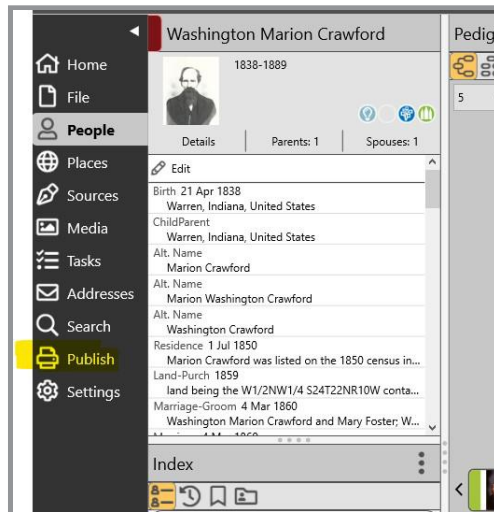 Home
File
People
Places
Sources
Media
Tasks
Addresses
Search
Publish
Settings
Washington Marion Crawford
1838-1889
Details
Parents: 1
Spouses: 1
Edit
Birth 21 Apr 1838
Warren, Indiana, United States
ChildParent
Warren, Indiana, United States
Alt. Name
Marion Crawford
Alt. Name
Marion Washington Crawford
Alt. Name
Washington Crawford
Residence 1 Jul 1850
Marion Crawford was listed on the 1850 census in...
Land-Purch 1859
land being the W1/2NW1/4 S24T22NR10W conta...
Marriage-Groom 4 Mar 1860
Washington Marion Crawford and Mary Foster; W...
Index
Pedig
5